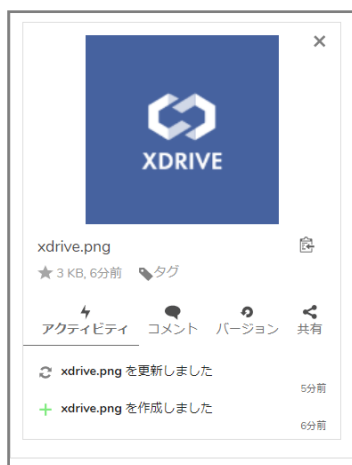 XDRIVE
xdrive.png
3 KB, 6分前 タグ
アクティビティ コメント バージョン 共有
xdrive.png を更新しました
5分前
xdrive.png を作成しました
6分前